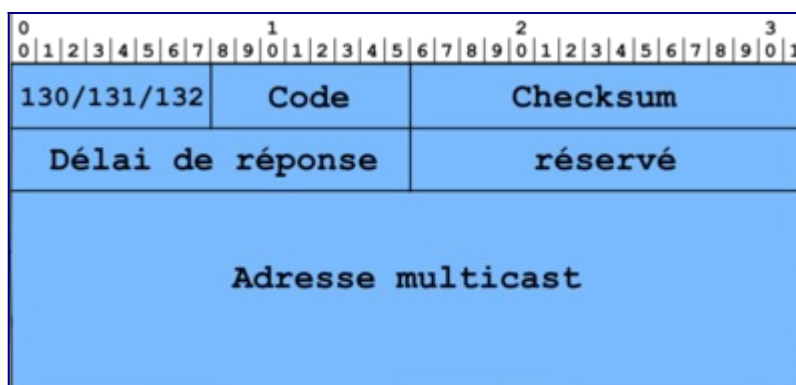 0 1 2 3
0|1|2|3|4|5|6|7|8|9|0|1|2|3|4|5|6|7|8|9|0|1|2|3|4|5|6|7|8|9|0|1
130/131/132 Code Checksum
Délai de réponse réservé
Adresse multicast